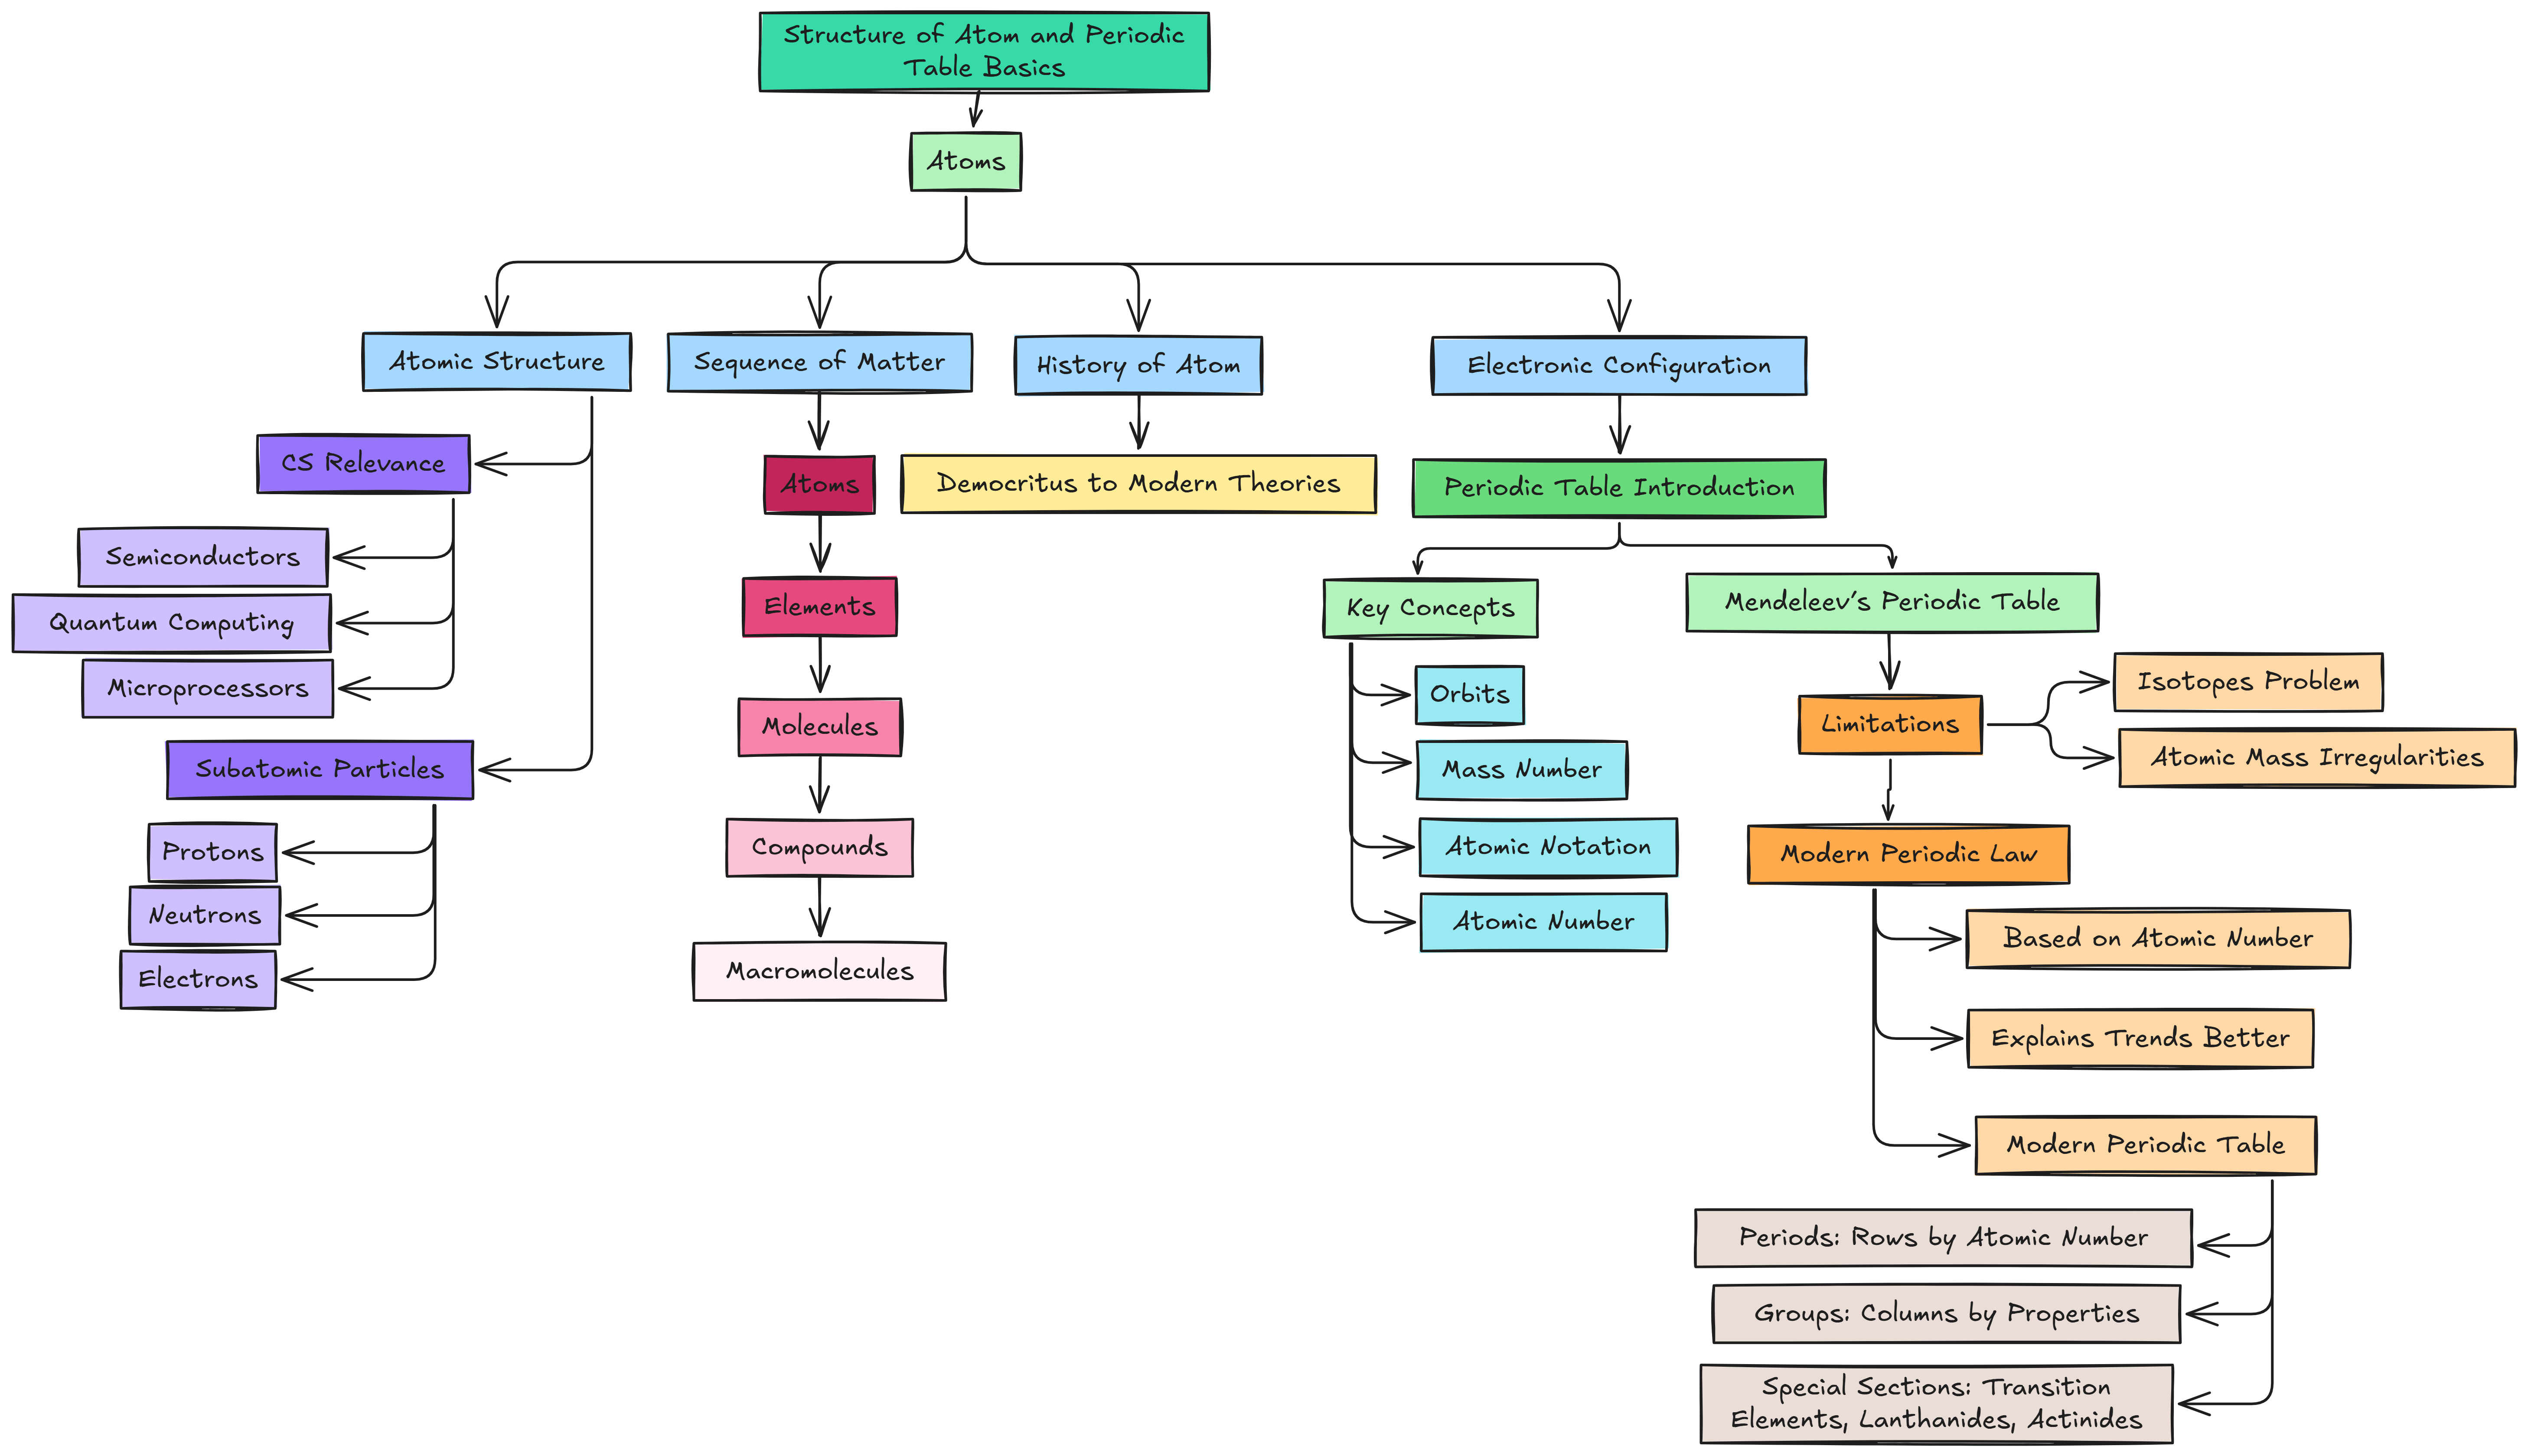 Structure of Atom and Periodic
Table Basics
Atoms
Atomic Structure
Sequence of Matter
History of Atom
Electronic Configuration
CS Relevance
Semiconductors
Quantum Computing
Microprocessors
Subatomic Particles
Protons
Neutrons
Electrons
Atoms
Elements
Molecules
Compounds
Macromolecules
Democritus to Modern Theories
Periodic Table Introduction
Key Concepts
Orbits
Mass Number
Atomic Notation
Atomic Number
Mendeleev's Periodic Table
Limitations
Isotopes Problem
Atomic Mass Irregularities
Modern Periodic Law
Based on Atomic Number
Explains Trends Better
Modern Periodic Table
Periods: Rows by Atomic Number
Groups: Columns by Properties
Special Sections: Transition
Elements, Lanthanides, Actinides